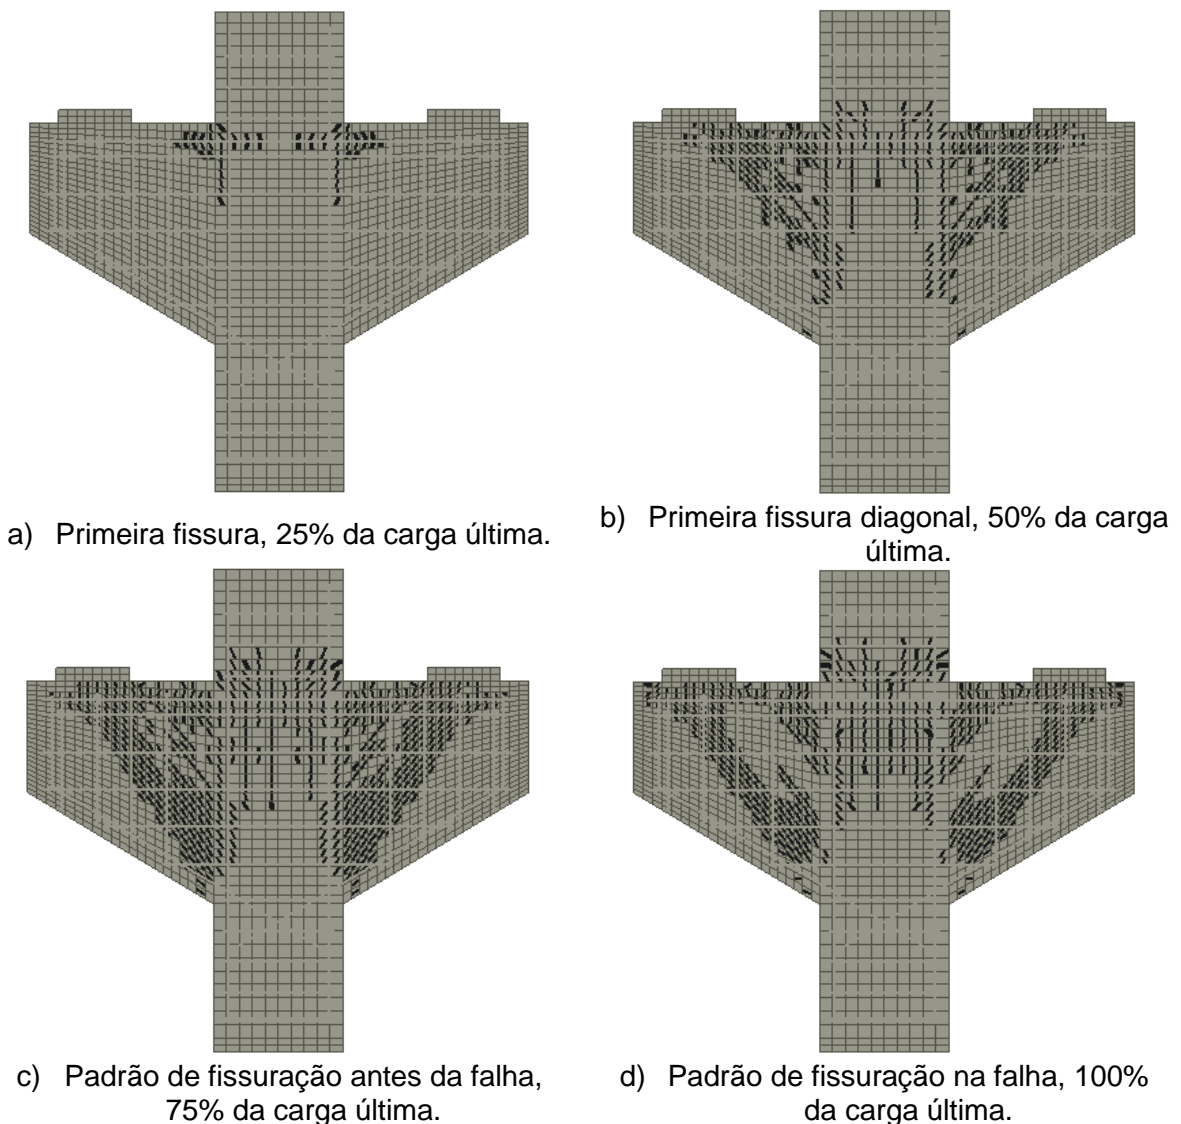 a) Primeira fissura, 25% da carga última.
b) Primeira fissura diagonal, 50% da carga
última.
c) Padrão de fissuração antes da falha,
75% da carga última.
d) Padrão de fissuração na falha, 100%
da carga última.